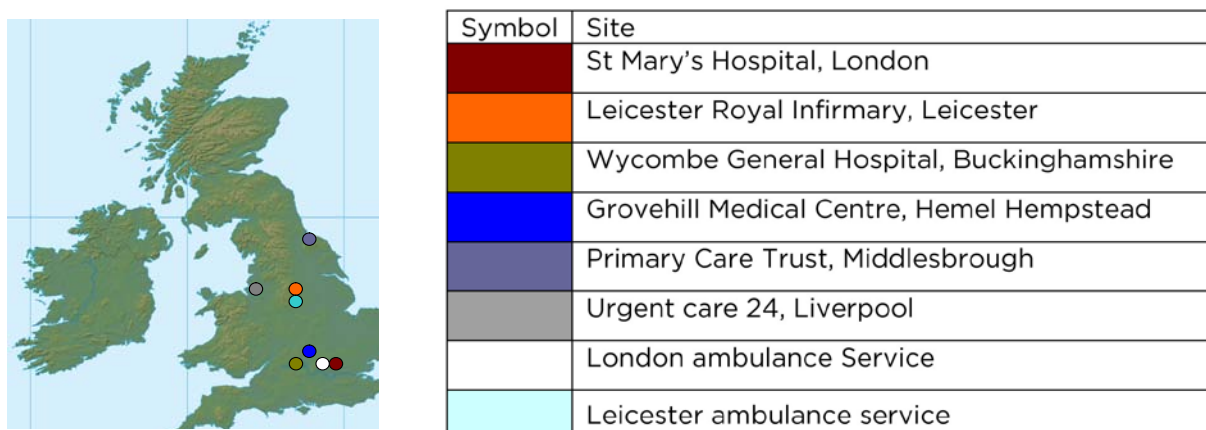 Symbol Site
St Mary's Hospital, London
Leicester Royal Infirmary, Leicester
Wycombe General Hospital, Buckinghamshire
Grovehill Medical Centre, Hemel Hempstead
Primary Care Trust, Middlesbrough
Urgent care 24, Liverpool
London ambulance Service
Leicester ambulance service